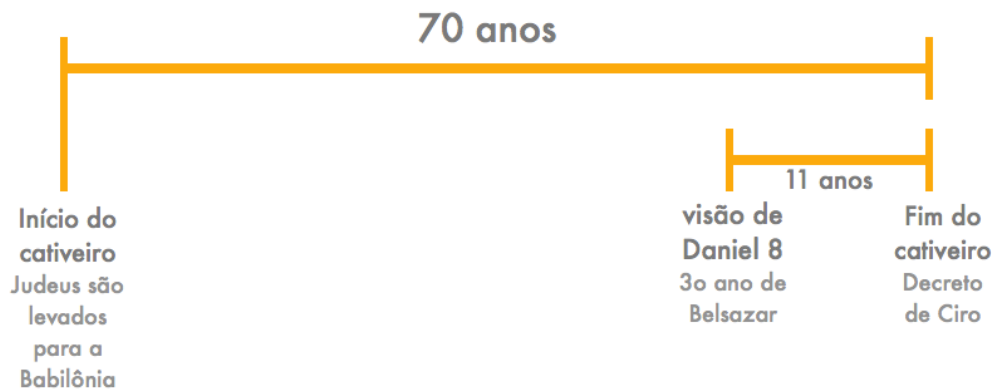 70 anos
11 anos
Início do
cativeiro
Judeus são
levados
para a
Babilônia
visão de
Daniel 8
3o ano de
Belsazar
Fim do
cativeiro
Decreto
de Ciro